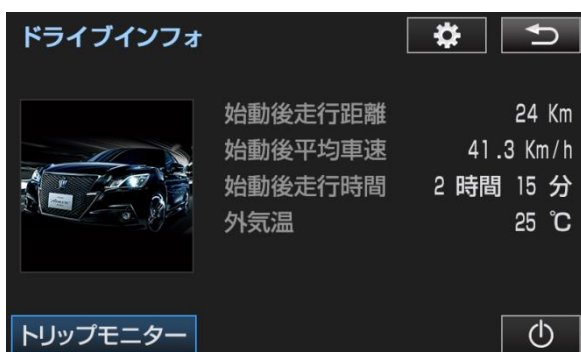 ドライブインフォ
始動後走行距離 24 Km
始動後平均車速 41.3 Km/h
始動後走行時間 2 時間 15 分
外気温 25 ℃
トリップモニター